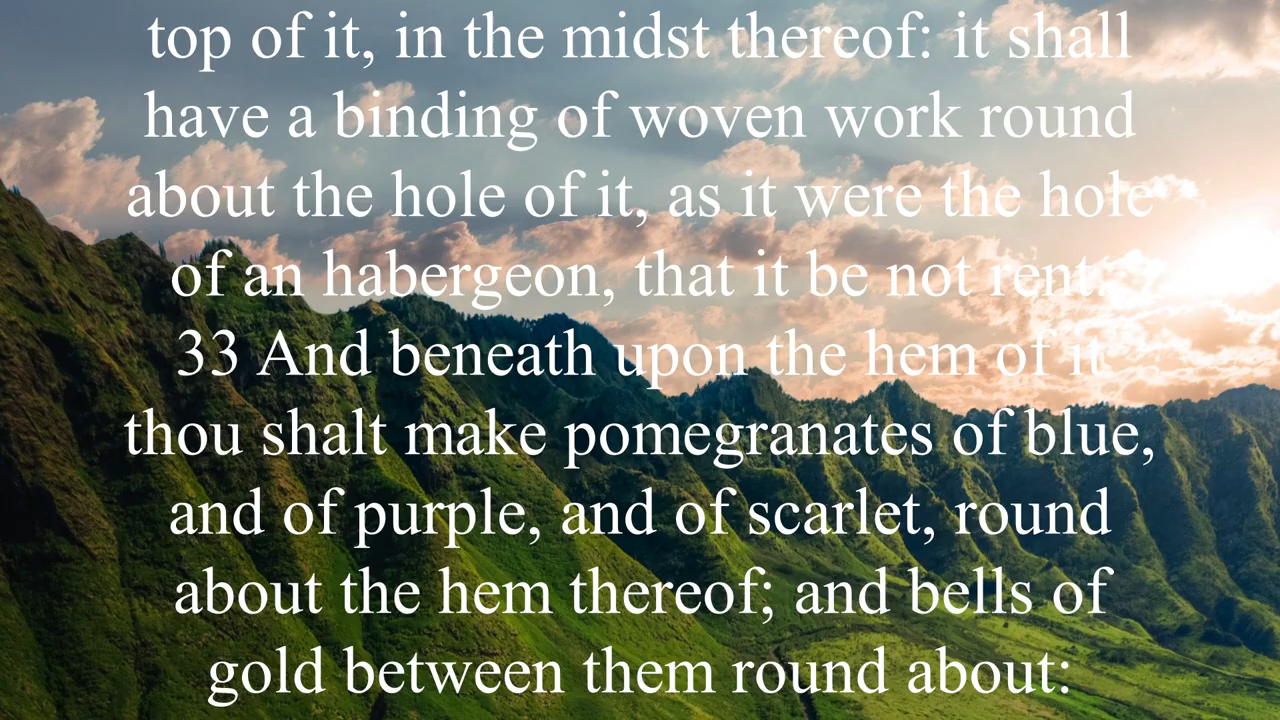 top of it, in the midst thereof: it shall
have a binding of woven work round
about the hole of it, as it were the hole
of an habergeon, that it be not rent.
33 And beneath upon the hem of it
thou shalt make pomegranates of blue,
and of purple, and of scarlet, round
about the hem thereof; and bells of
gold between them round about: